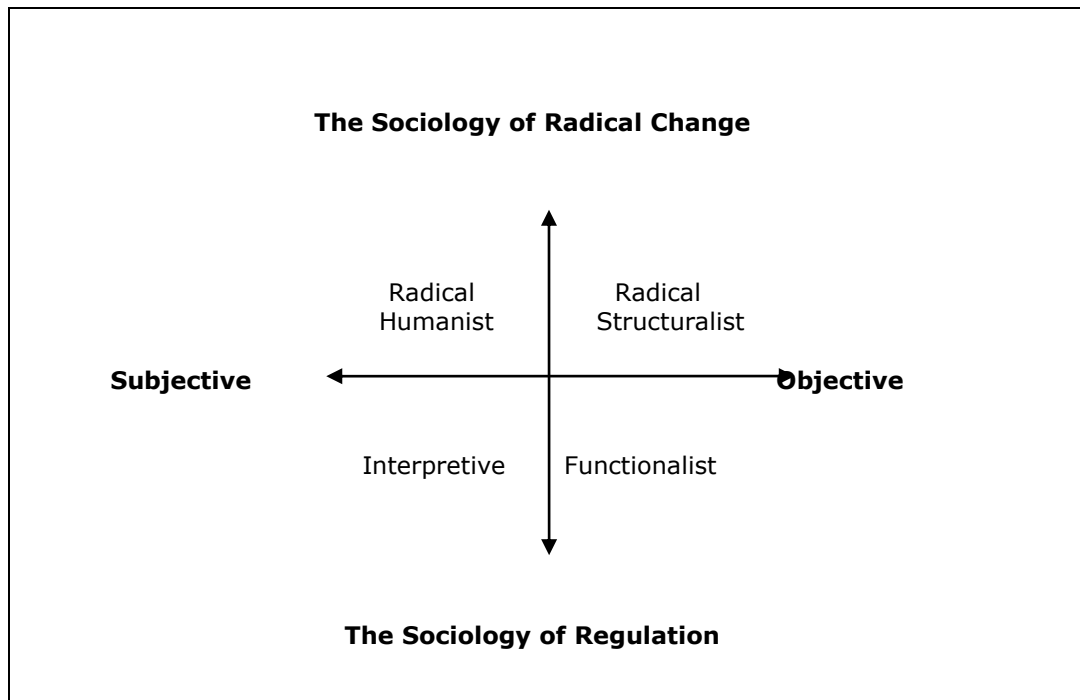 The Sociology of Radical Change
Radical
Humanist
Radical
Structuralist
Subjective
Objective
Interpretive
Functionalist
The Sociology of Regulation